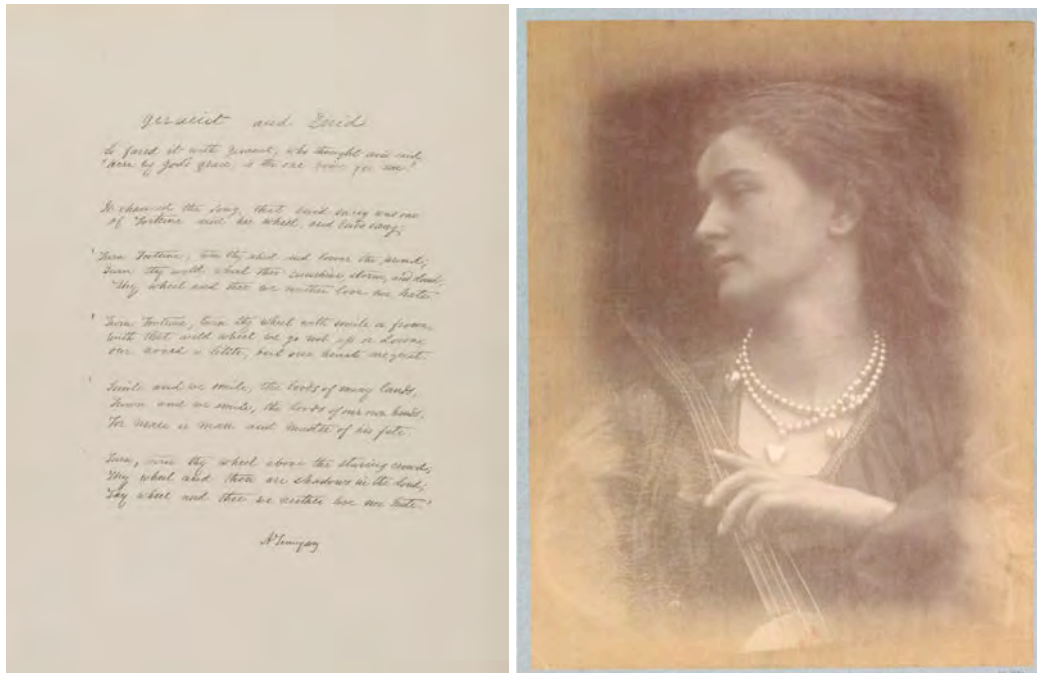 Geraint and Enid
So fared it with Geraint, who thought and said,
'Here by God's grace, is the one voice for me.'
It chanced the song, that Enid sang was one
of Fortune and her wheel, and Enid sang;
'Turn Fortune, turn thy wheel and lower the proud;
Turn thy wild wheel thro' sunshine, storm, and cloud;
Thy wheel and thee we neither love nor hate.
'Turn Fortune, turn thy wheel with smile or frown;
With that wild wheel we go not up or down;
Our hoard is little, but our hearts are great.
'Smile and we smile, the lords of many lands;
Frown and we smile, the lords of our own hands;
For man is man and master of his fate.
Turn, turn thy wheel above the staring crowd;
Thy wheel and thou are shadows in the cloud;
Thy wheel and thee we neither love nor hate.'
A Tennyson